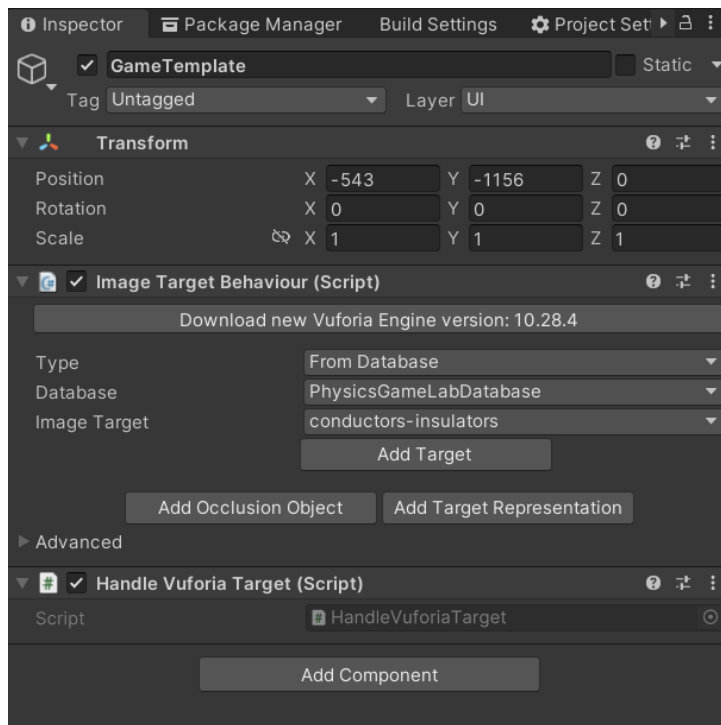 Inspector Package Manager Build Settings Project Set
GameTemplate Static
Tag Untagged Layer UI
Transform
Position X -543 Y -1156 Z 0
Rotation X 0 Y 0 Z 0
Scale X 1 Y 1 Z 1
Image Target Behaviour (Script)
Download new Vuforia Engine version: 10.28.4
Type From Database
Database PhysicsGameLabDatabase
Image Target conductors-insulators
Add Target
Add Occlusion Object Add Target Representation
Advanced
# Handle Vuforia Target (Script)
Script # HandleVuforiaTarget
Add Component